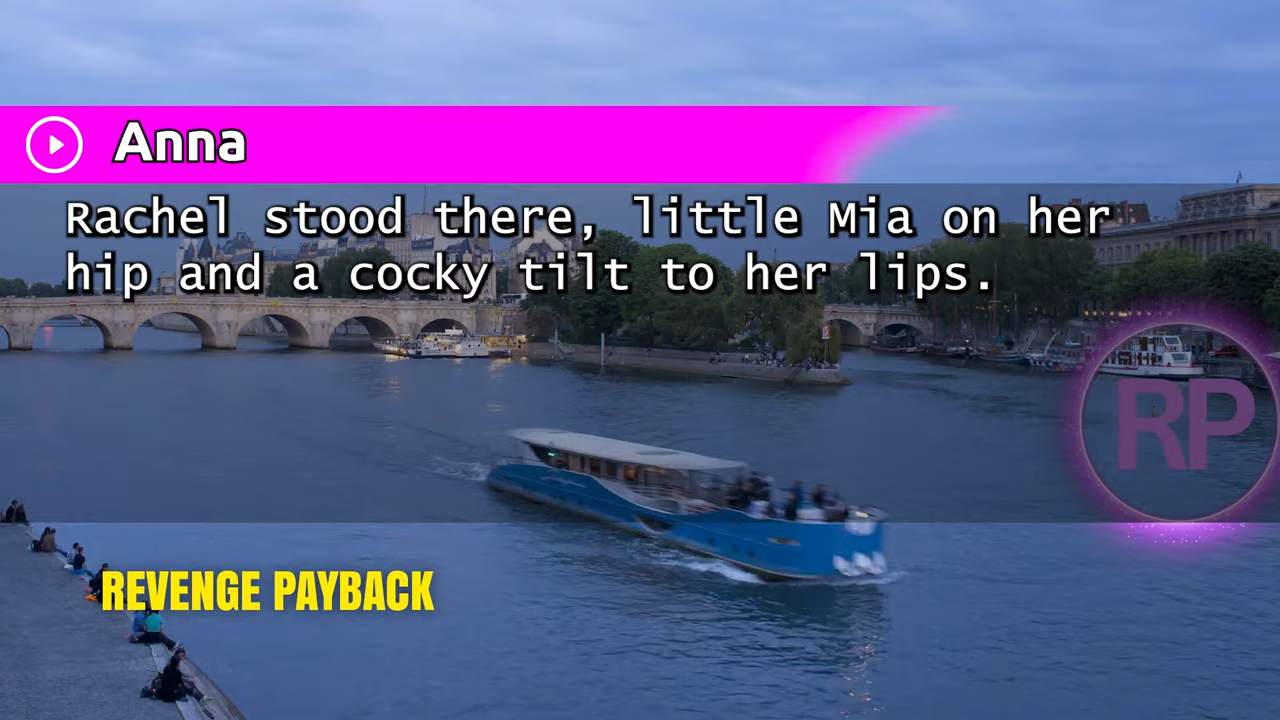 Anna
Rachel stood there, little Mia on her
hip and a cocky tilt to her lips.
RP
REVENGE PAYBACK